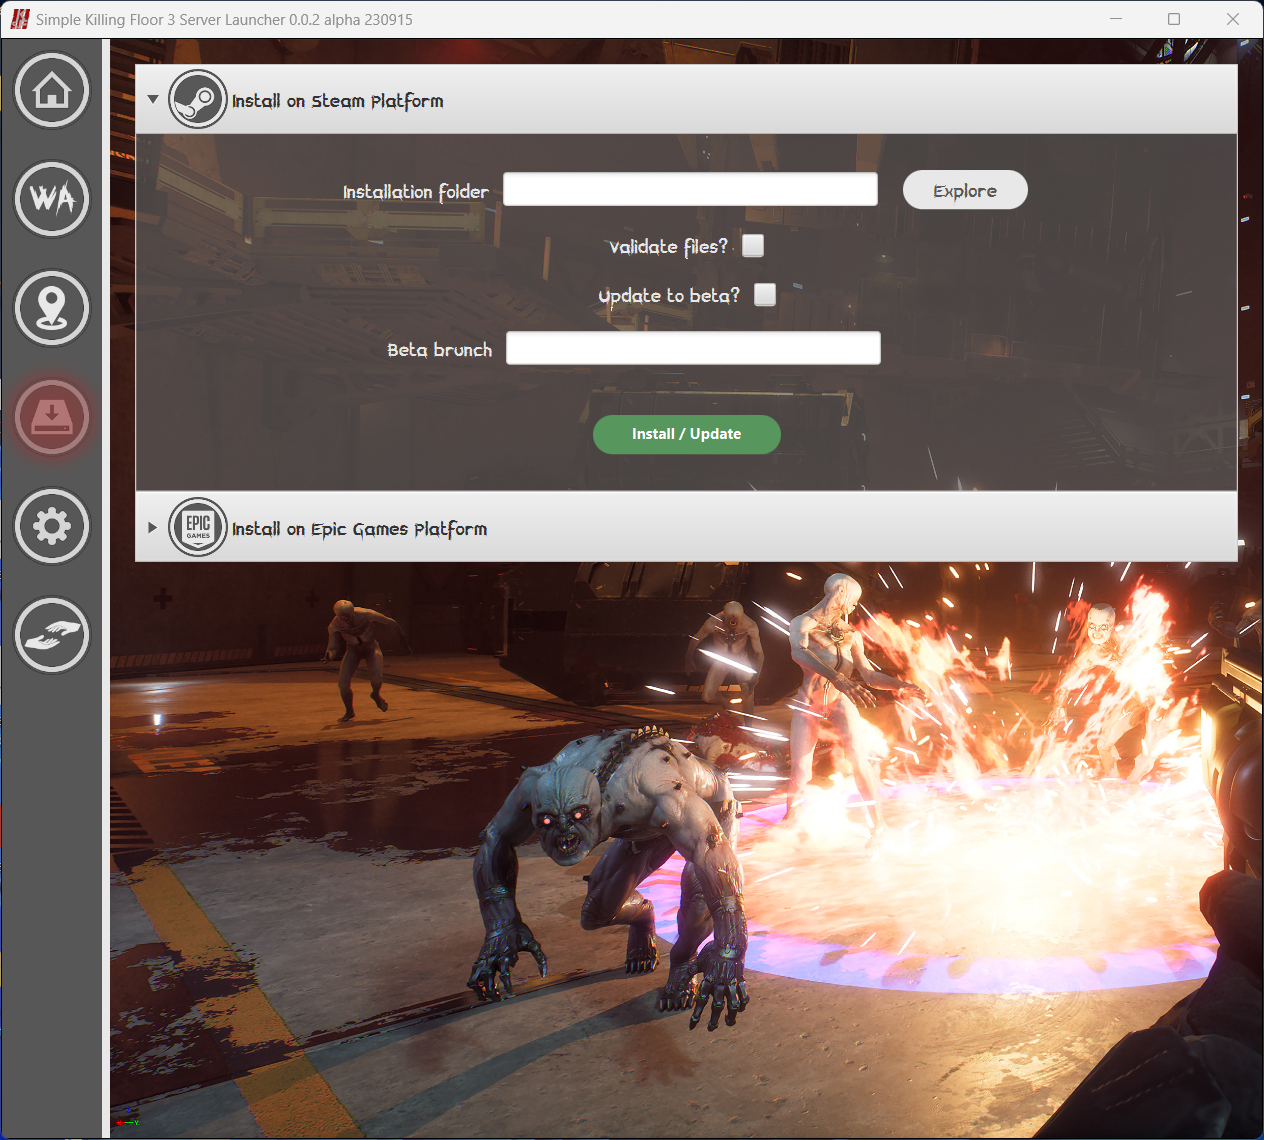 Simple Killing Floor 3 Server Launcher 0.0.2 alpha 230915
WA
Install on Steam Platform
Installation folder
Explore
Validate files?
Update to beta?
Beta brunch
Install / Update
EPIC
GAMES
Install on Epic Games Platform
Y